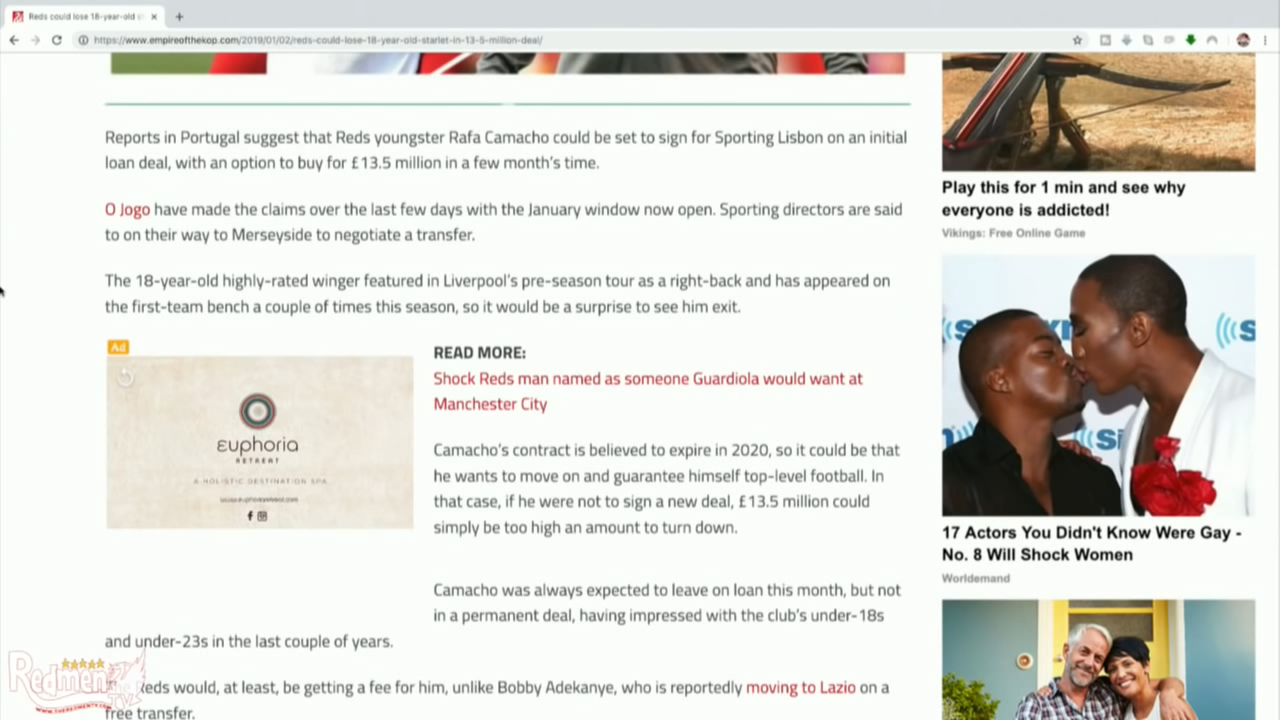 Reds could lose 18-year-old st
https://www.empireofthekop.com/2019/01/02/reds-could-lose-18-year-old-starlet-in-13-5-million-deal/
Reports in Portugal suggest that Reds youngster Rafa Camacho could be set to sign for Sporting Lisbon on an initial
loan deal, with an option to buy for £13.5 million in a few month's time.
O Jogo have made the claims over the last few days with the January window now open. Sporting directors are said
to on their way to Merseyside to negotiate a transfer.
The 18-year-old highly-rated winger featured in Liverpool's pre-season tour as a right-back and has appeared on
the first-team bench a couple of times this season, so it would be a surprise to see him exit.
Ad
euphoria
RETREAT
A HOLISTIC DESTINATION SPA
READ MORE:
Shock Reds man named as someone Guardiola would want at
Manchester City
Camacho's contract is believed to expire in 2020, so it could be that
he wants to move on and guarantee himself top-level football. In
that case, if he were not to sign a new deal, £13.5 million could
simply be too high an amount to turn down.
Camacho was always expected to leave on loan this month, but not
in a permanent deal, having impressed with the club's under-18s
and under-23s in the last couple of years.
Reds would, at least, be getting a fee for him, unlike Bobby Adekanye, who is reportedly moving to Lazio on a
free transfer.
Play this for 1 min and see why
everyone is addicted!
Vikings: Free Online Game
17 Actors You Didn't Know Were Gay -
No. 8 Will Shock Women
Worldemand
Redmen
TV
WWW.THEREDMENTV.COM